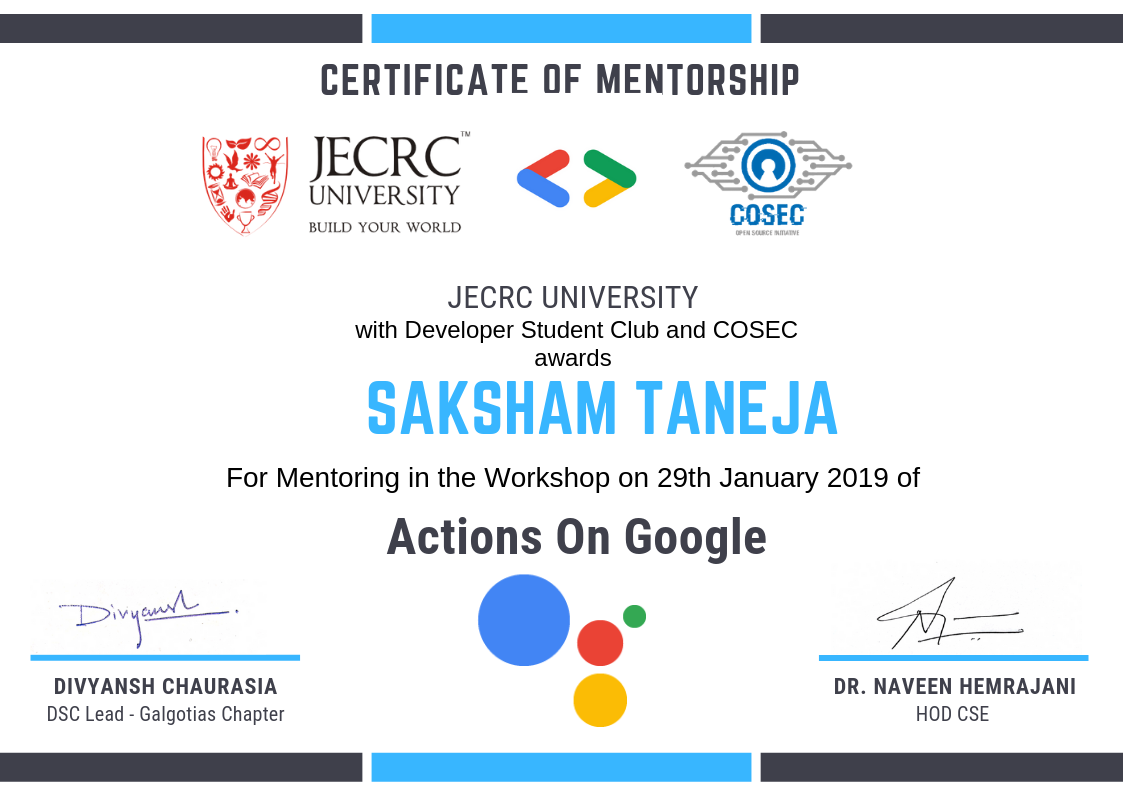 CERTIFICATE OF MENTORSHIP
JECRC™
UNIVERSITY
BUILD YOUR WORLD
COSEC
OPEN SOURCE INITIATIVE
JECRC UNIVERSITY
with Developer Student Club and COSEC
awards
SAKSHAM TANEJA
For Mentoring in the Workshop on 29th January 2019 of
Actions On Google
Divyansh
DIVYANSH CHAURASIA
DSC Lead - Galgotias Chapter
DR. NAVEEN HEMRAJANI
HOD CSE